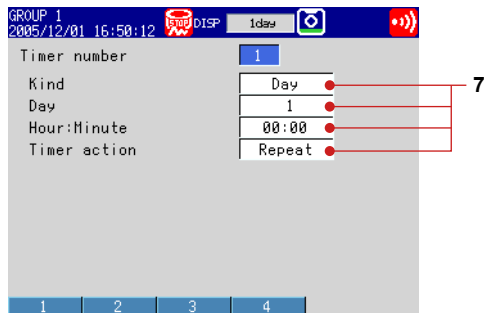 GROUP 1
2005/12/01 16:50:12 STOP DISP 1day
Timer number 1
Kind Day 7
Day 1
Hour:Minute 00:00
Timer action Repeat
1 2 3 4